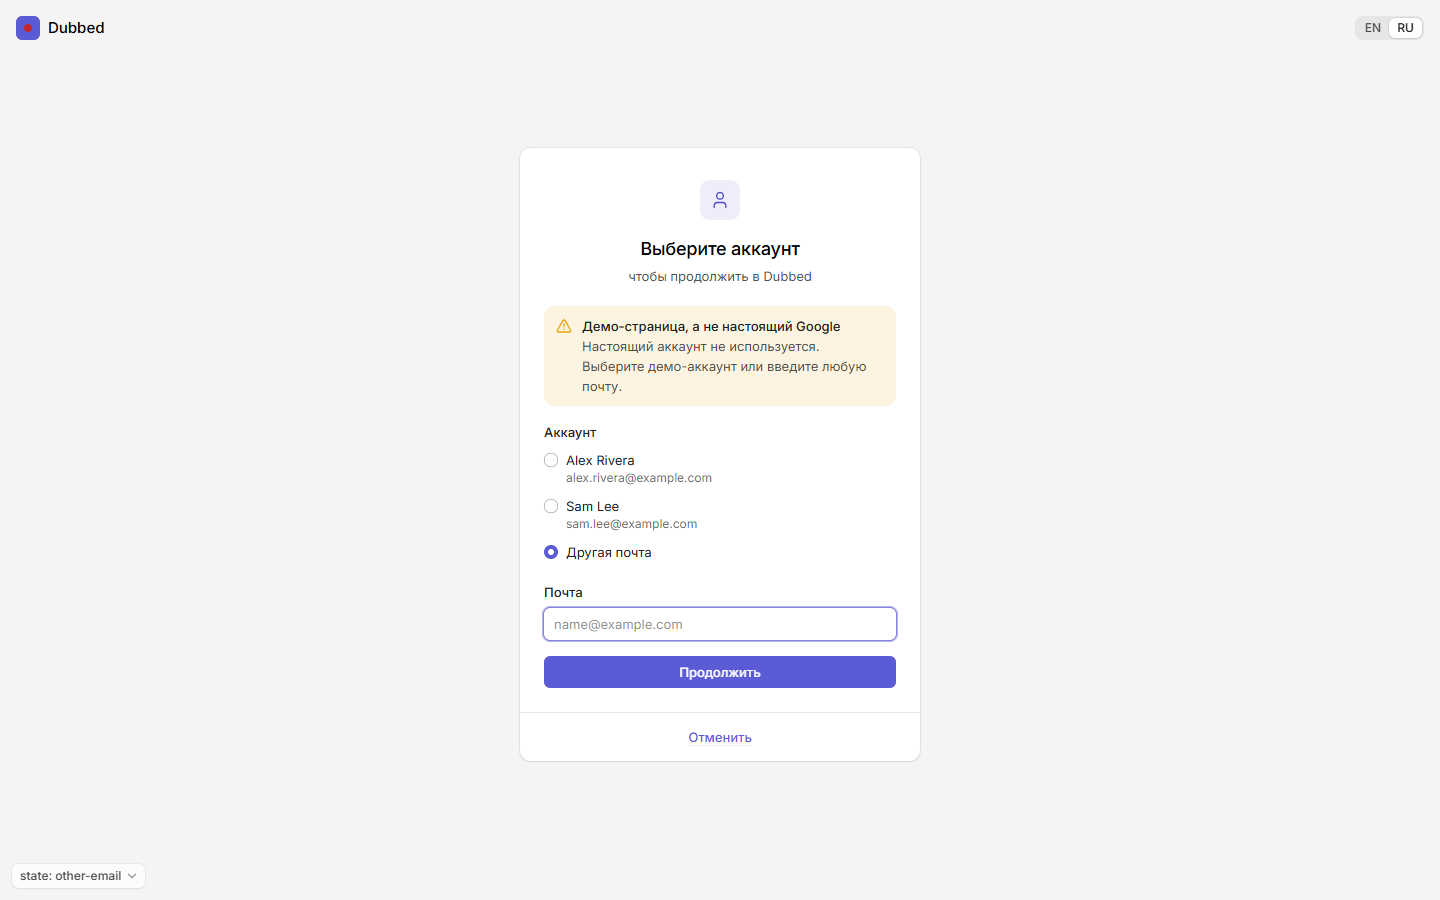 Dubbed
EN RU
Выберите аккаунт
чтобы продолжить в Dubbed
Демо-страница, а не настоящий Google
Настоящий аккаунт не используется.
Выберите демо-аккаунт или введите любую
почту.
Аккаунт
Alex Rivera
alex.rivera@example.com
Sam Lee
sam.lee@example.com
Другая почта
Почта
name@example.com
Продолжить
Отменить
state: other-email